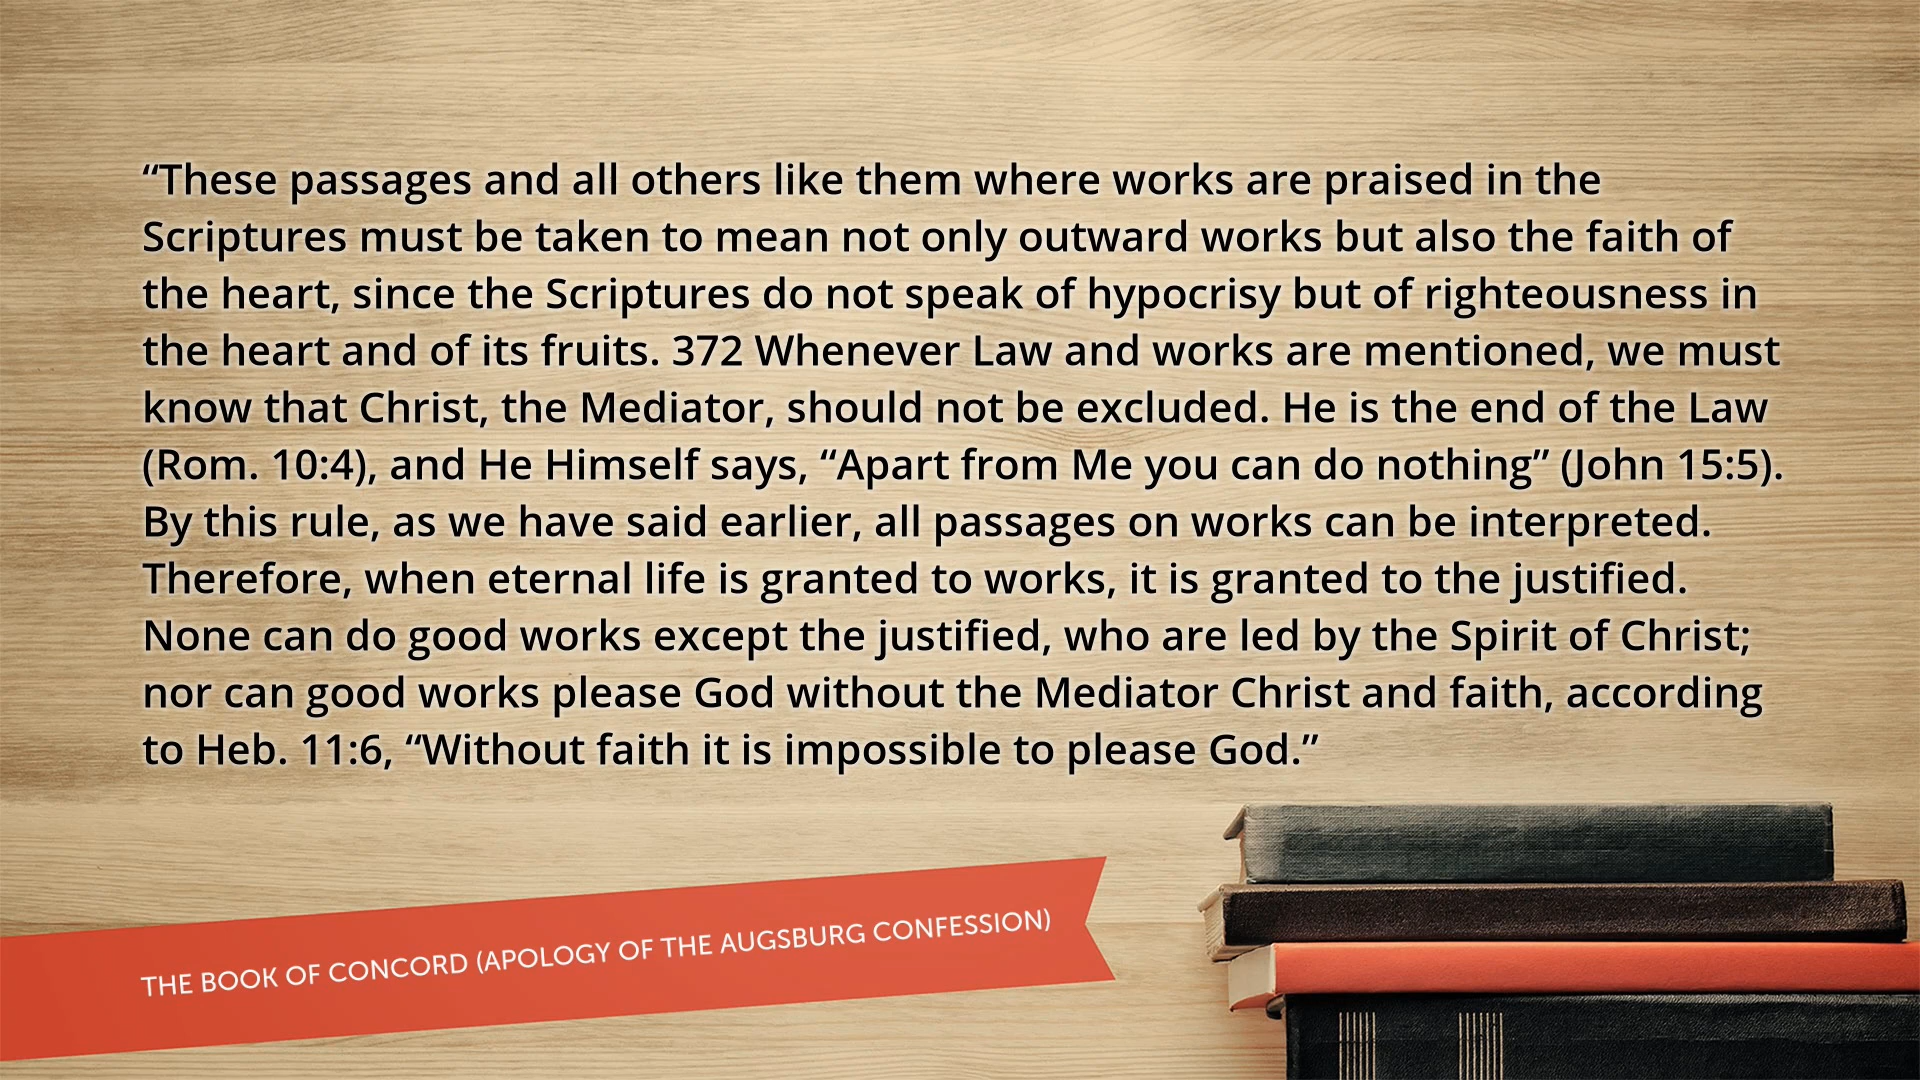 “These passages and all others like them where works are praised in the
Scriptures must be taken to mean not only outward works but also the faith of
the heart, since the Scriptures do not speak of hypocrisy but of righteousness in
the heart and of its fruits. 372 Whenever Law and works are mentioned, we must
know that Christ, the Mediator, should not be excluded. He is the end of the Law
(Rom. 10:4), and He Himself says, “Apart from Me you can do nothing” (John 15:5).
By this rule, as we have said earlier, all passages on works can be interpreted.
Therefore, when eternal life is granted to works, it is granted to the justified.
None can do good works except the justified, who are led by the Spirit of Christ;
nor can good works please God without the Mediator Christ and faith, according
to Heb. 11:6, “Without faith it is impossible to please God.”
THE BOOK OF CONCORD (APOLOGY OF THE AUGSBURG CONFESSION)